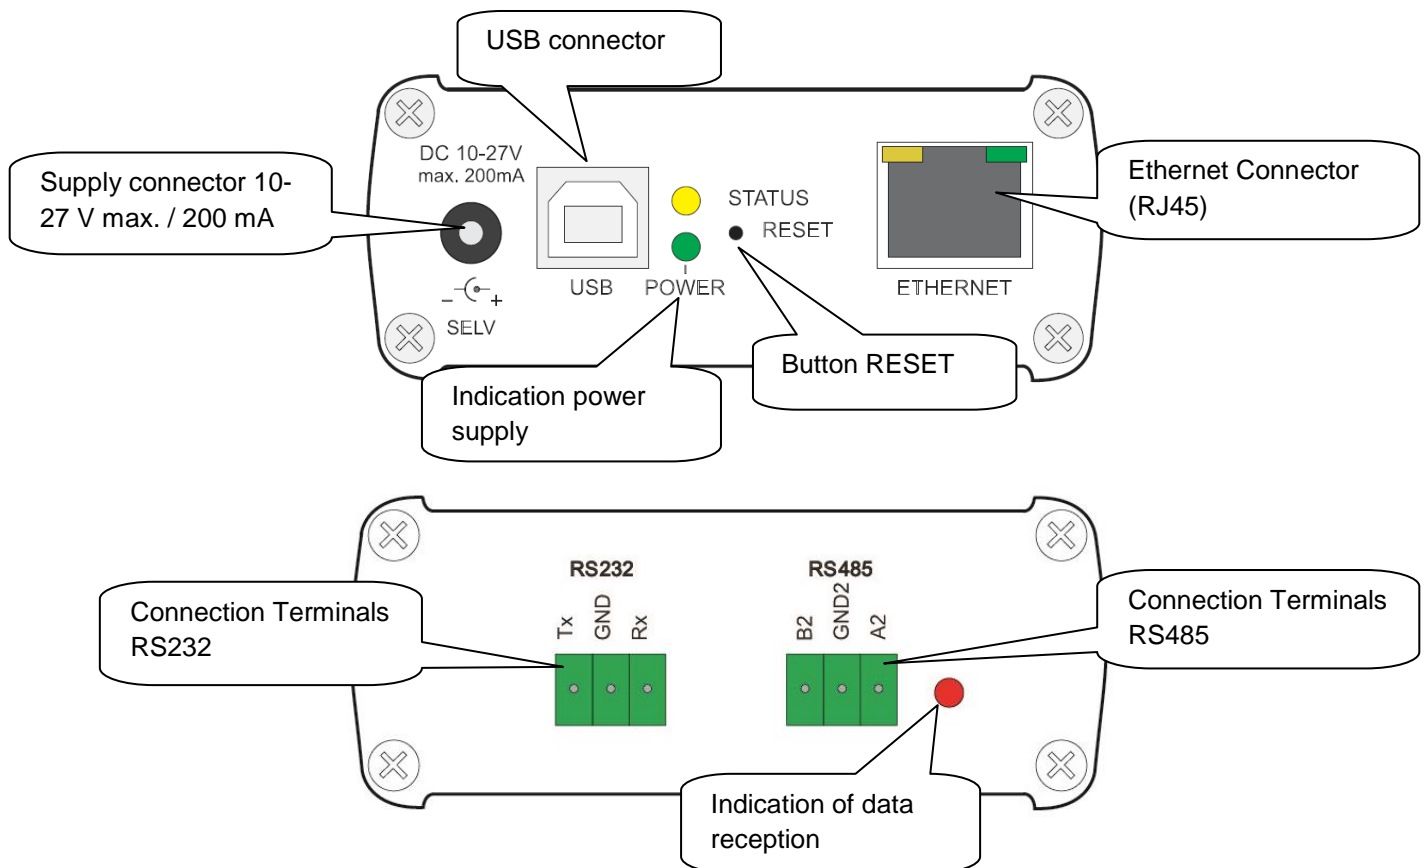 USB connector
DC 10-27V
max. 200mA
Supply connector 10-
27 V max. / 200 mA
STATUS
RESET
Ethernet Connector
(RJ45)
USB
POWER
ETHERNET
- +
SELV
Button RESET
Indication power
supply
RS232
RS485
Tx
GND
Rx
B2
GND2
A2
Connection Terminals
RS232
Connection Terminals
RS485
Indication of data
reception